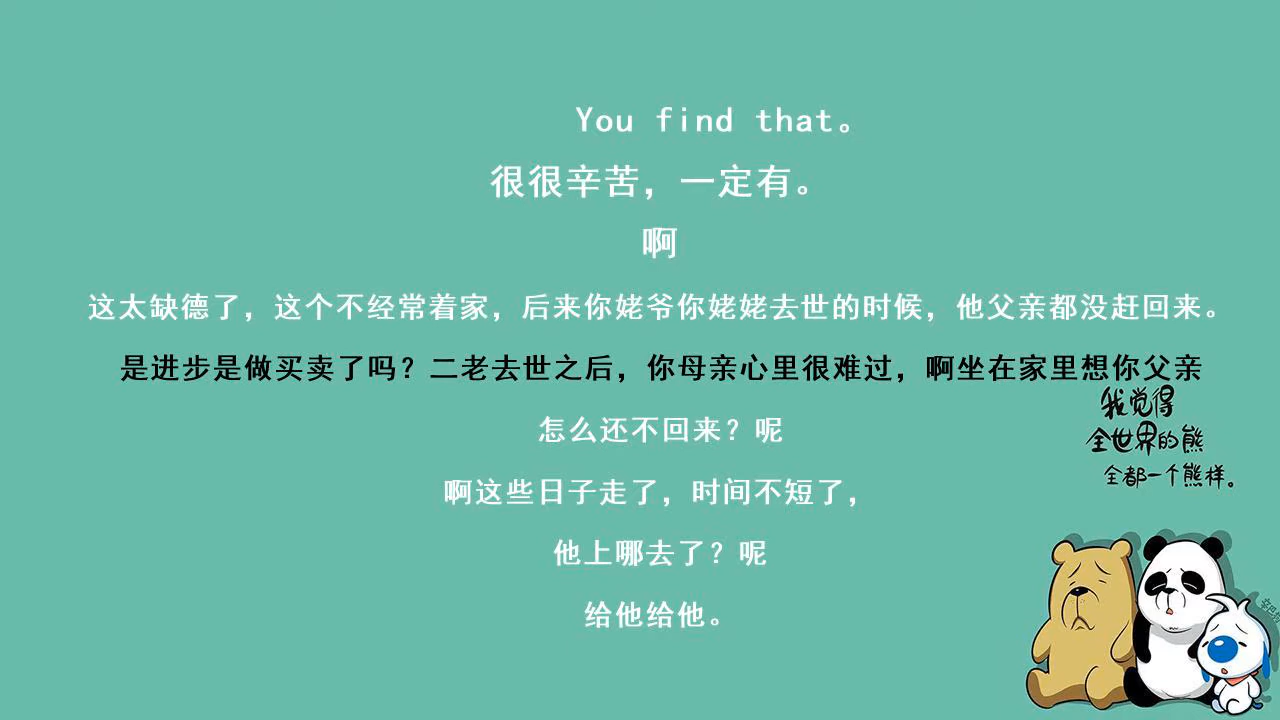 You find that。
很很辛苦，一定有。
啊
这太缺德了，这个不经常着家，后来你姥爷你姥姥去世的时候，他父亲都没赶回来。
是进步是做买卖了吗？二老去世之后，你母亲心里很难过，啊坐在家里想你父亲
怎么还不回来？呢
啊这些日子走了，时间不短了，
他上哪去了？呢
给他给他。
我觉得
全世界的熊
全都一个熊样。